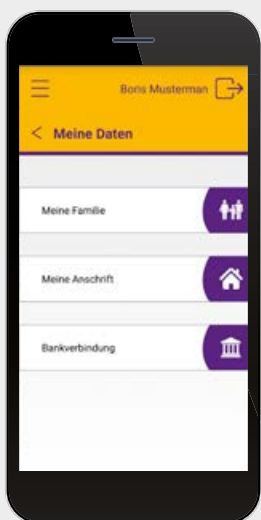 Boris Musterman
< Meine Daten
Meine Familie
Meine Anschrift
Bankverbindung